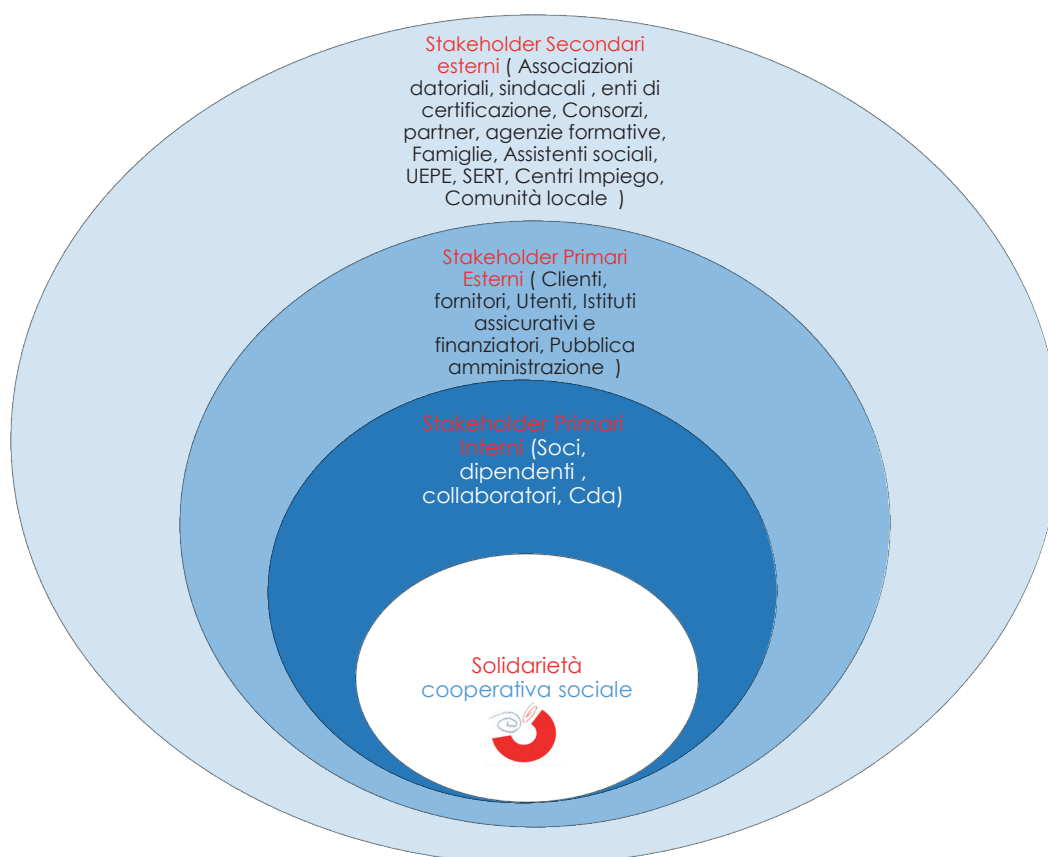 Stakeholder Secondari
esterni ( Associazioni
datoriali, sindacali , enti di
certificazione, Consorzi,
partner, agenzie formative,
Famiglie, Assistenti sociali,
UEPE, SERT, Centri Impiego,
Comunità locale  )
Stakeholder Primari
Esterni ( Clienti,
fornitori, Utenti, Istituti
assicurativi e
finanziatori, Pubblica
amministrazione  )
Stakeholder Primari
Interni (Soci,
dipendenti ,
collaboratori, Cda)
Solidarietà
cooperativa sociale